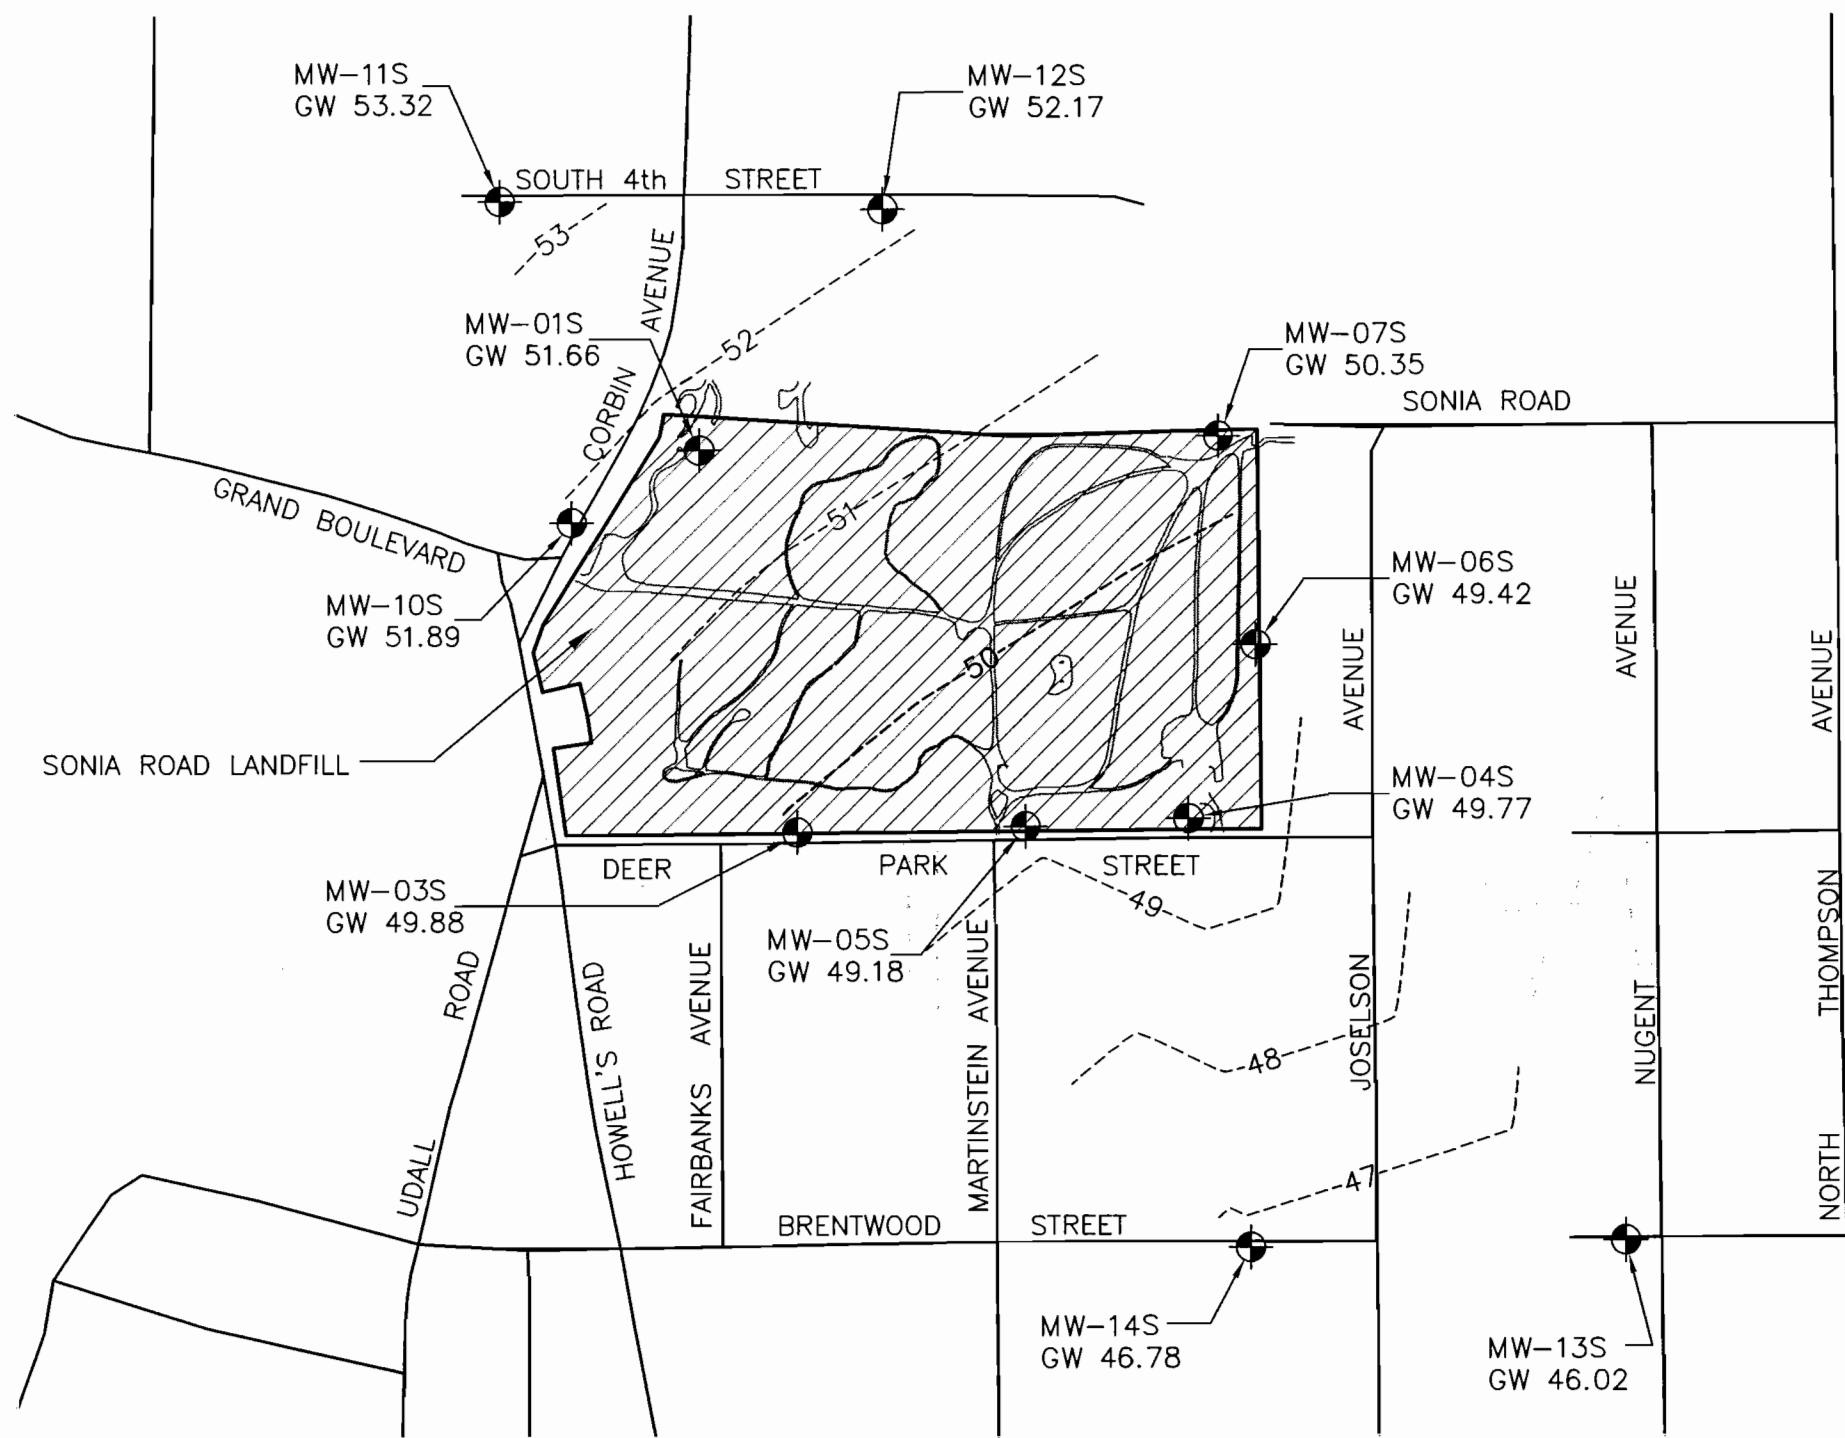 MW-11S
GW 53.32
MW-12S
GW 52.17
SOUTH 4th STREET
53
CORBIN AVENUE
MW-01S
GW 51.66
52
MW-07S
GW 50.35
SONIA ROAD
GRAND BOULEVARD
51
MW-10S
GW 51.89
MW-06S
GW 49.42
50
SONIA ROAD LANDFILL
MW-04S
GW 49.77
DEER PARK STREET
MW-03S
GW 49.88
49
MW-05S
GW 49.18
UDALL ROAD
HOWELL'S ROAD
FAIRBANKS AVENUE
MARTINSTEIN AVENUE
JOSELSON AVENUE
NUGENT AVENUE
NORTH THOMPSON AVENUE
48
47
BRENTWOOD STREET
MW-14S
GW 46.78
MW-13S
GW 46.02